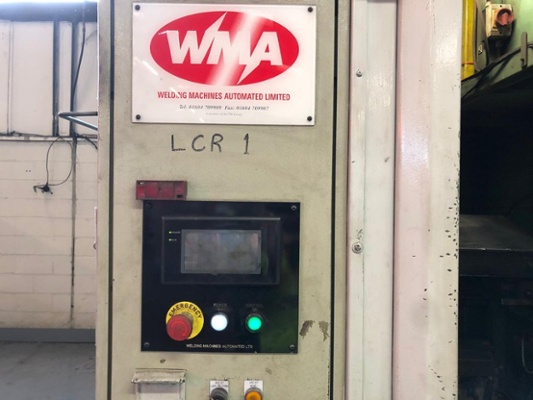 WMA
WELDING MACHINES AUTOMATED LIMITED
LCR 1
EMERGENCY
WELDING MACHINES AUTOMATED LTD